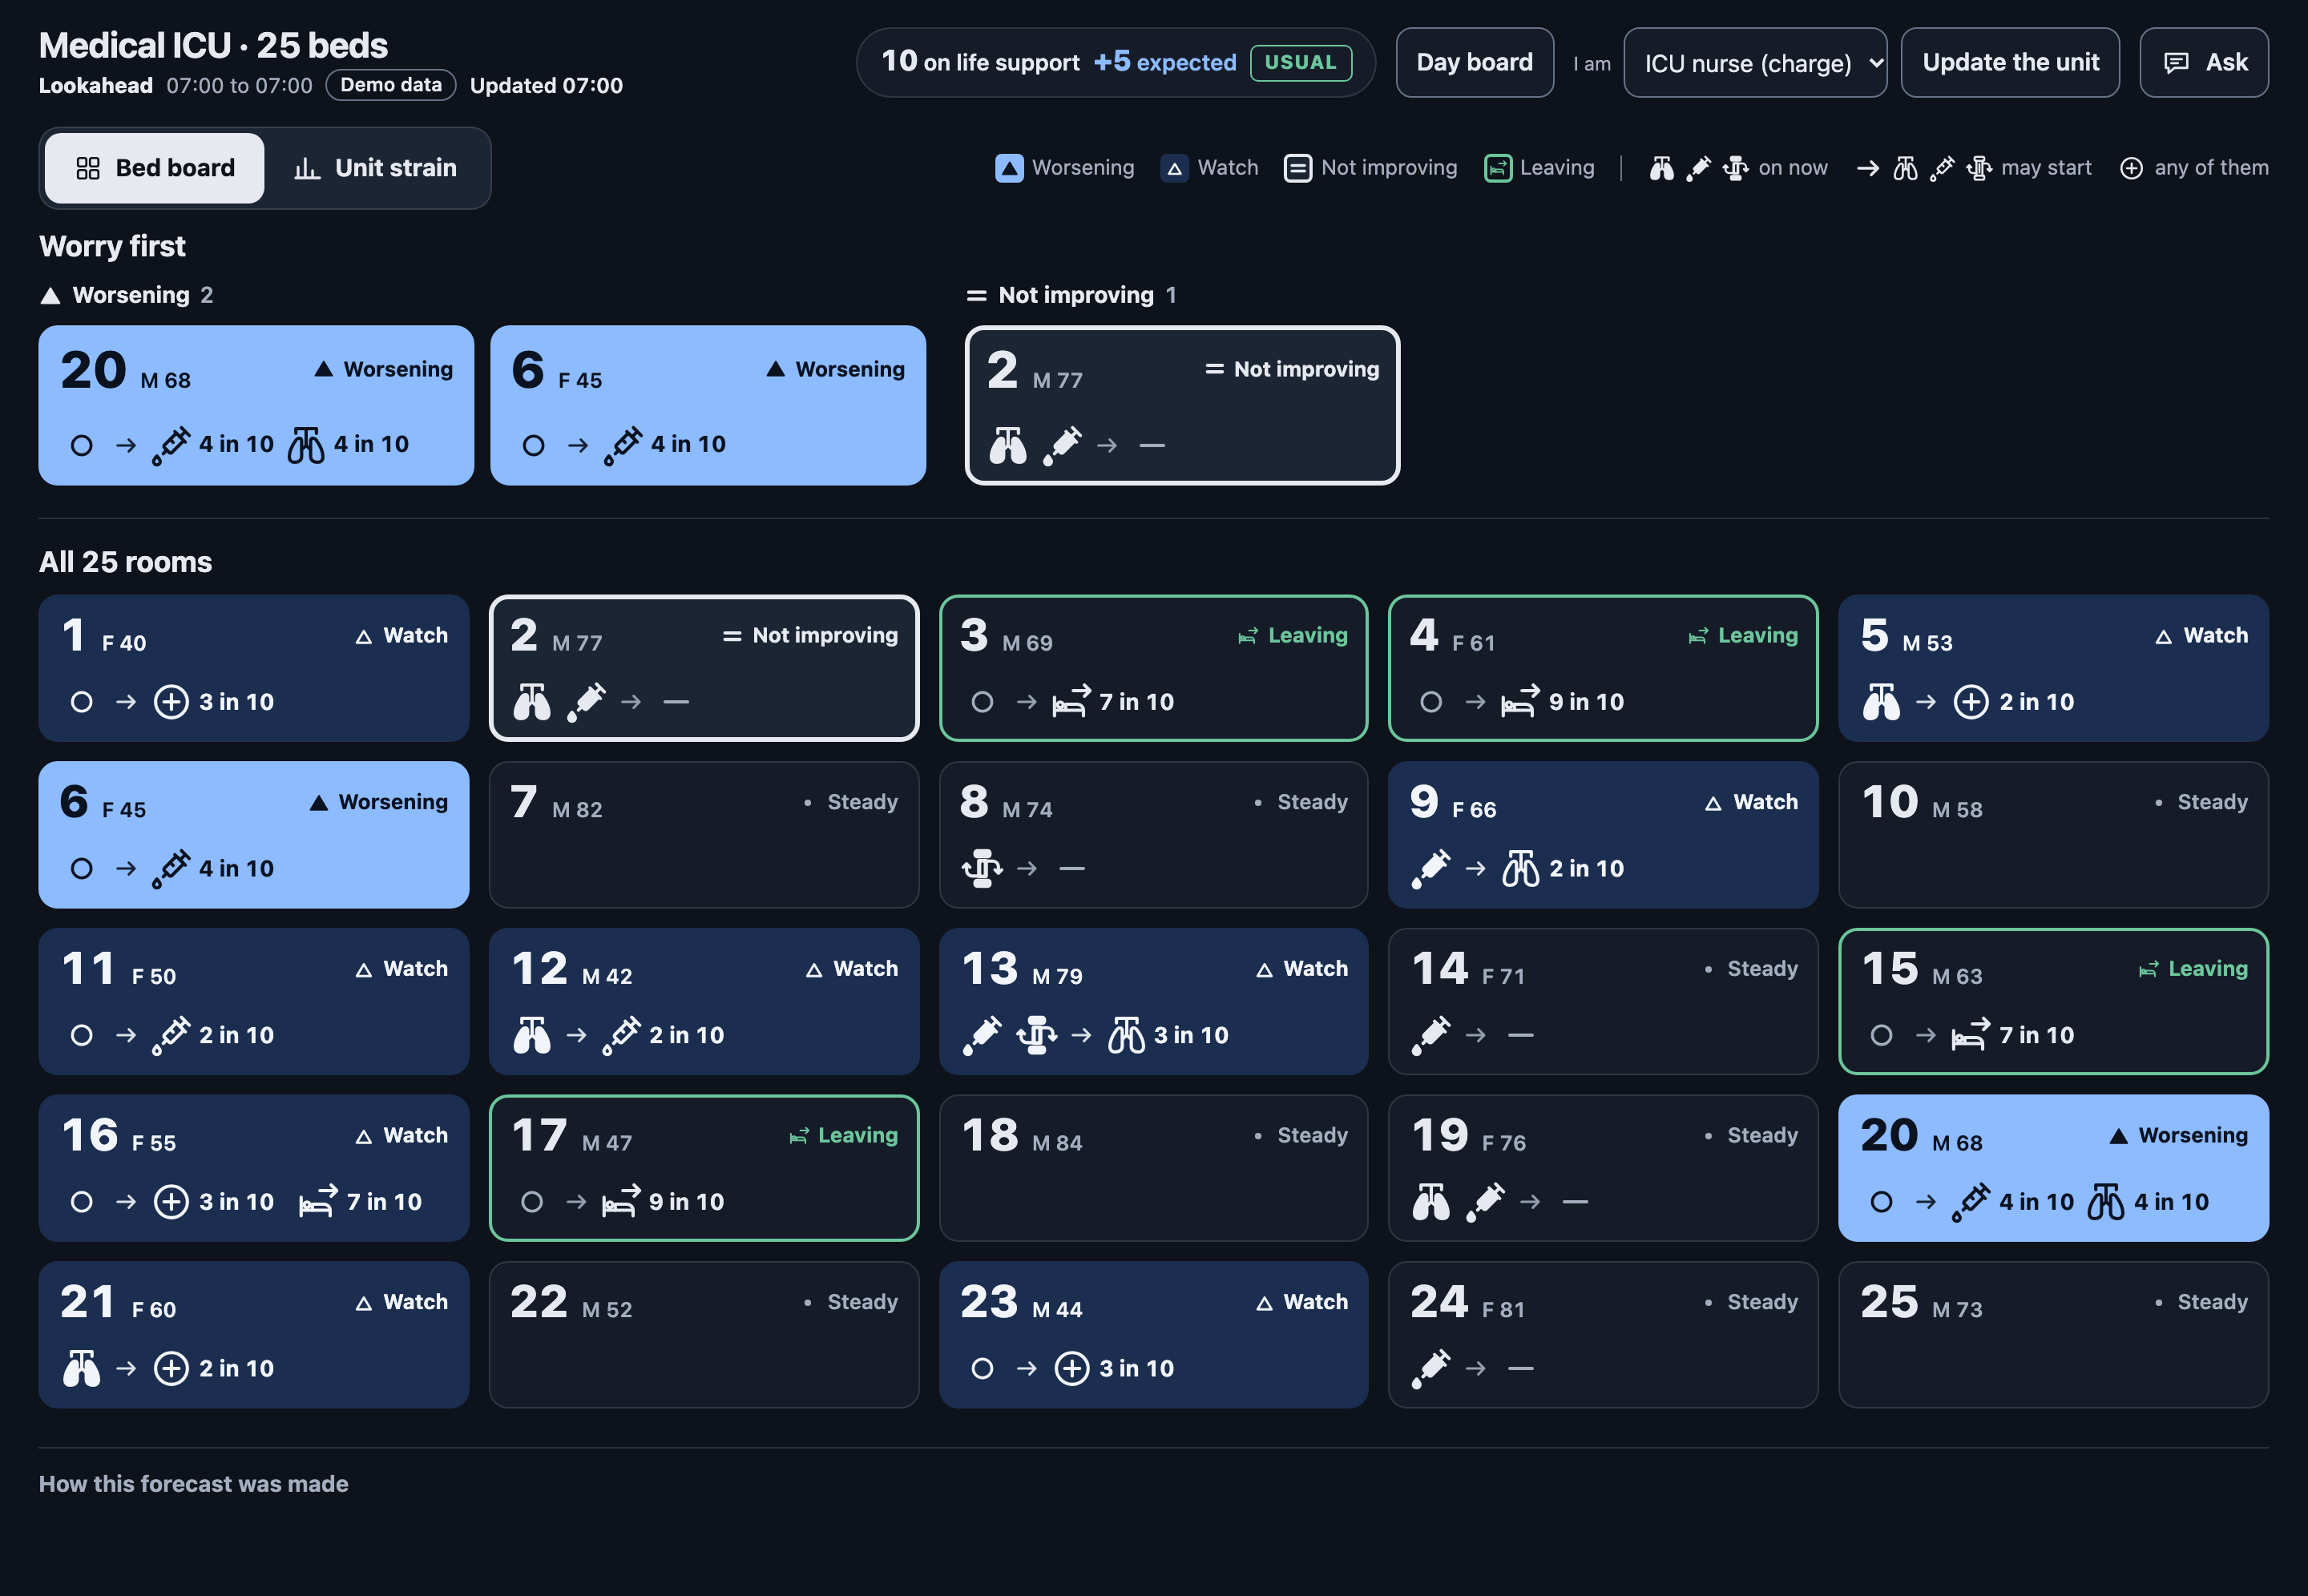 Medical ICU · 25 beds
Lookahead 07:00 to 07:00 Demo data Updated 07:00
10 on life support +5 expected USUAL
Day board
I am ICU nurse (charge)
Update the unit
Ask
Bed board Unit strain
Worsening Watch Not improving Leaving on now may start any of them
Worry first
Worsening 2
Not improving 1
20 M 68 Worsening
4 in 10 4 in 10
6 F 45 Worsening
4 in 10
2 M 77 Not improving
All 25 rooms
1 F 40 Watch
3 in 10
2 M 77 Not improving
3 M 69 Leaving
7 in 10
4 F 61 Leaving
9 in 10
5 M 53 Watch
2 in 10
6 F 45 Worsening
4 in 10
7 M 82 Steady
8 M 74 Steady
9 F 66 Watch
2 in 10
10 M 58 Steady
11 F 50 Watch
2 in 10
12 M 42 Watch
2 in 10
13 M 79 Watch
3 in 10
14 F 71 Steady
15 M 63 Leaving
7 in 10
16 F 55 Watch
3 in 10 7 in 10
17 M 47 Leaving
9 in 10
18 M 84 Steady
19 F 76 Steady
20 M 68 Worsening
4 in 10 4 in 10
21 F 60 Watch
2 in 10
22 M 52 Steady
23 M 44 Watch
3 in 10
24 F 81 Steady
25 M 73 Steady
How this forecast was made